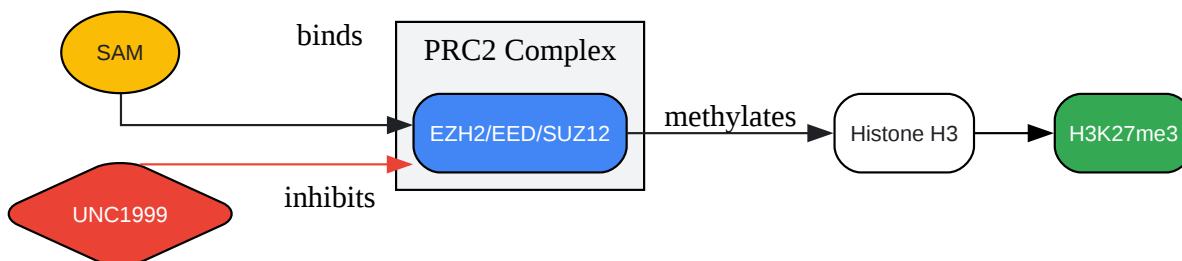 SAM
binds
PRC2 Complex
EZH2/EED/SUZ12
methylates
Histone H3
H3K27me3
UNC1999
inhibits